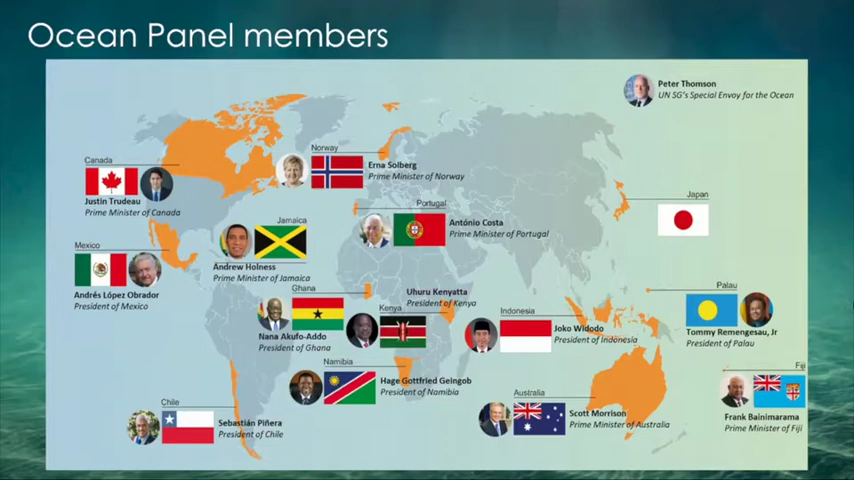 Ocean Panel members
Peter Thomson
UN SG's Special Envoy for the Ocean
Norway
Erna Solberg
Prime Minister of Norway
Canada
Justin Trudeau
Prime Minister of Canada
Portugal
António Costa
Prime Minister of Portugal
Japan
Jamaica
Andrew Holness
Prime Minister of Jamaica
Mexico
Andrés López Obrador
President of Mexico
Ghana
Nana Akufo-Addo
President of Ghana
Uhuru Kenyatta
President of Kenya
Kenya
Indonesia
Joko Widodo
President of Indonesia
Palau
Tommy Remengesau, Jr
President of Palau
Namibia
Hage Gottfried Geingob
President of Namibia
Fiji
Frank Bainimarama
Prime Minister of Fiji
Chile
Sebastián Piñera
President of Chile
Australia
Scott Morrison
Prime Minister of Australia